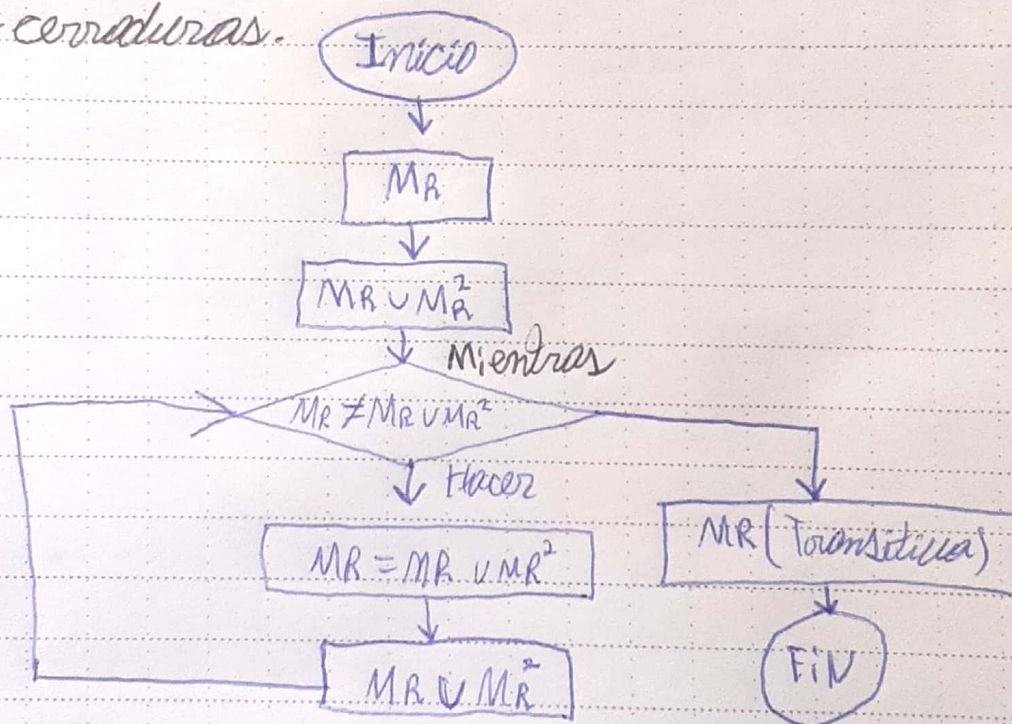 cerraduras.
Inicio
MR
MR ∪ MR²
Mientras
MR ≠ MR ∪ MR²
Hacer
MR = MR ∪ MR²
MR ∪ MR²
MR (Transitiva)
FiN